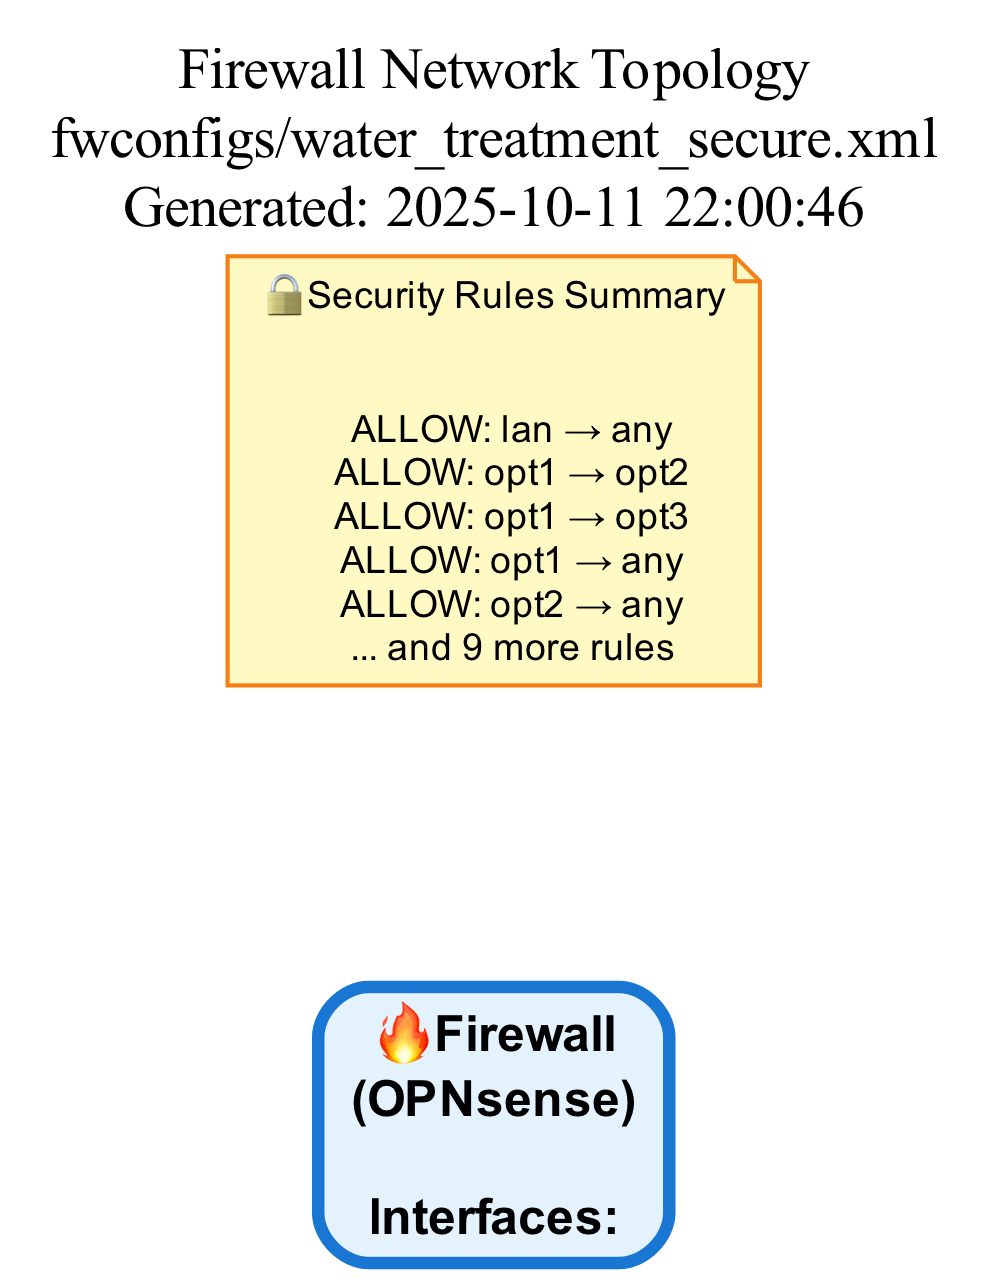 Firewall Network Topology
fwconfigs/water_treatment_secure.xml
Generated: 2025-10-11 22:00:46
🔒Security Rules Summary
ALLOW: lan → any
ALLOW: opt1 → opt2
ALLOW: opt1 → opt3
ALLOW: opt1 → any
ALLOW: opt2 → any
... and 9 more rules
🔥Firewall
(OPNsense)
Interfaces: